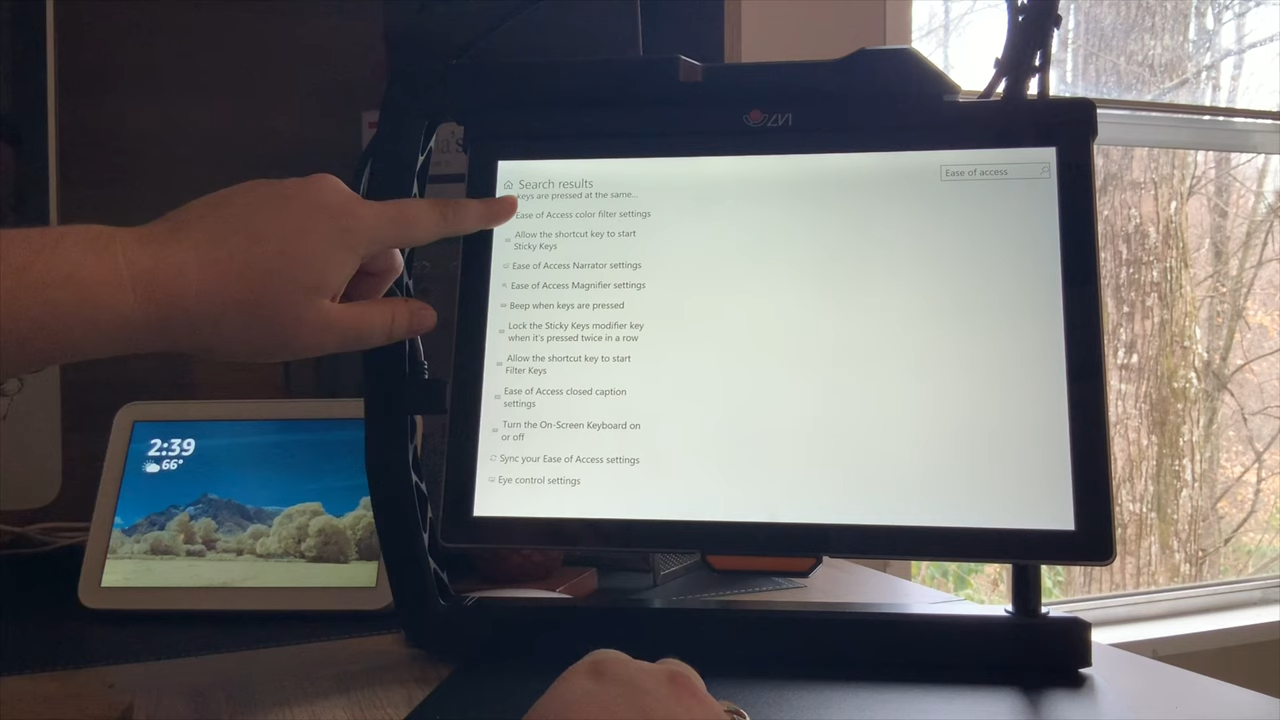 LVI
a's
Search results
Ease of access
keys are pressed at the same...
Ease of Access color filter settings
Allow the shortcut key to start
Sticky Keys
Ease of Access Narrator settings
Ease of Access Magnifier settings
Beep when keys are pressed
Lock the Sticky Keys modifier key
when it's pressed twice in a row
Allow the shortcut key to start
Filter Keys
Ease of Access closed caption
settings
Turn the On-Screen Keyboard on
or off
Sync your Ease of Access settings
Eye control settings
2:39
66°